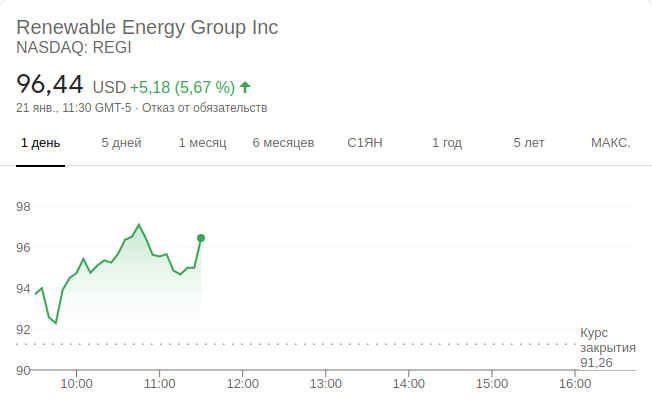 Renewable Energy Group Inc
NASDAQ: REGI
96,44 USD +5,18 (5,67 %)
21 янв., 11:30 GMT-5 · Отказ от обязательств
1 день 5 дней 1 месяц 6 месяцев С1ЯН 1 год 5 лет МАКС.
98
96
94
92
Курс
закрытия
91,26
90
10:00 11:00 12:00 13:00 14:00 15:00 16:00